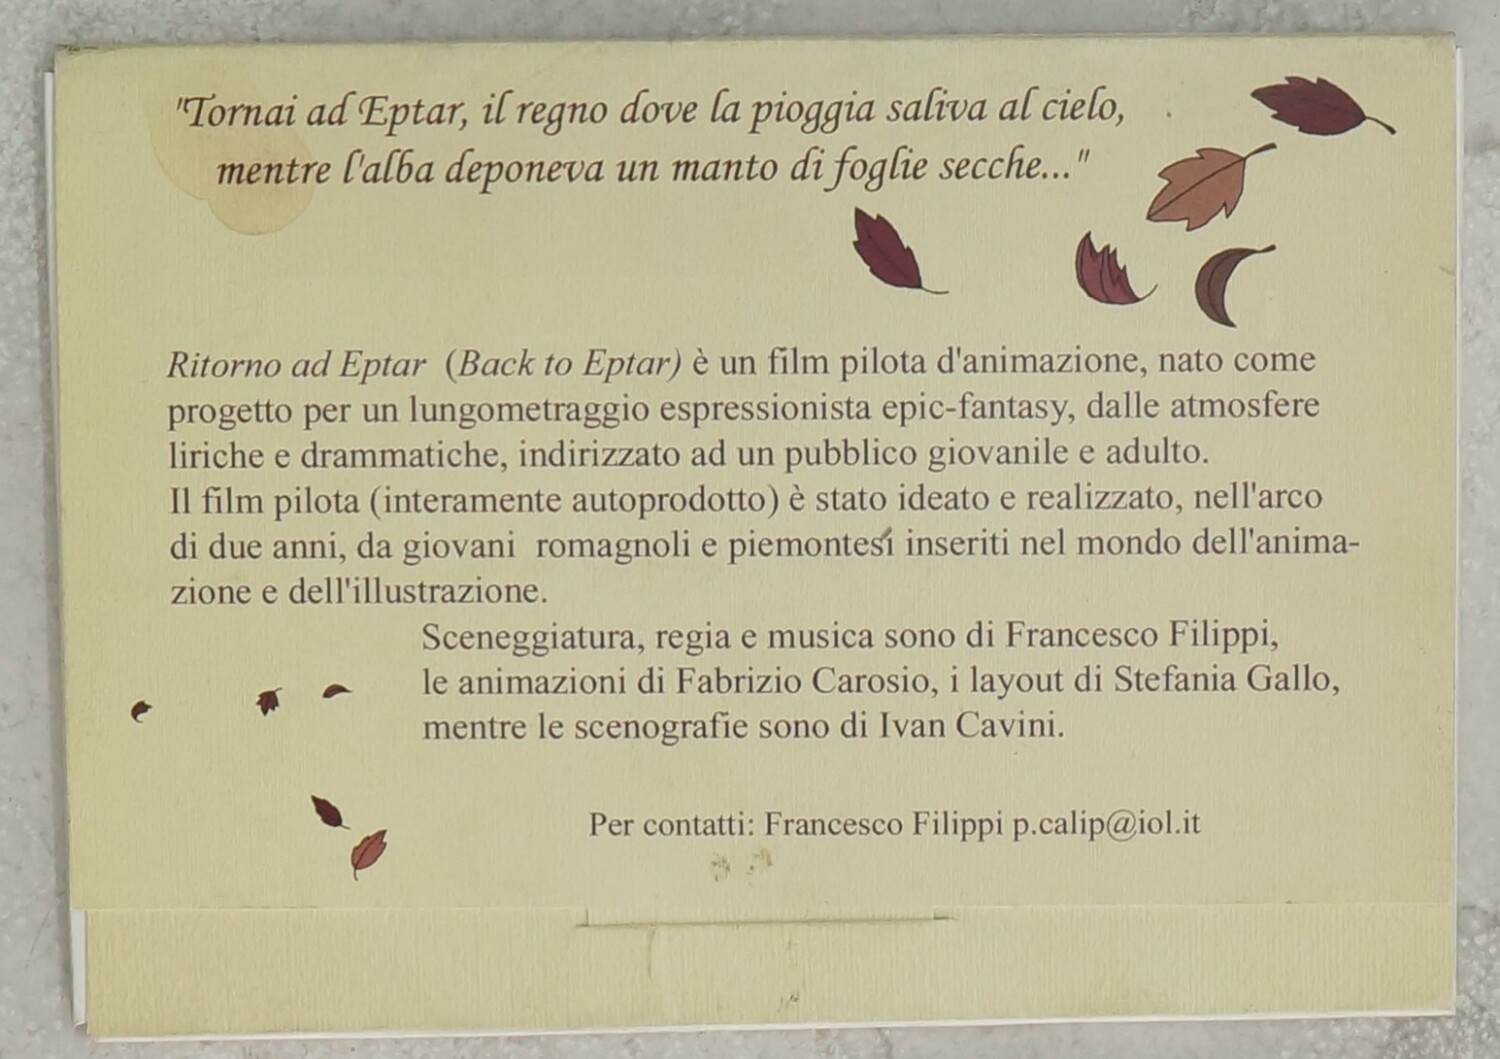 "Tornai ad Eptar, il regno dove la pioggia saliva al cielo,
mentre l'alba deponeva un manto di foglie secche..."
Ritorno ad Eptar (Back to Eptar) è un film pilota d'animazione, nato come
progetto per un lungometraggio espressionista epic-fantasy, dalle atmosfere
liriche e drammatiche, indirizzato ad un pubblico giovanile e adulto.
Il film pilota (interamente autoprodotto) è stato ideato e realizzato, nell'arco
di due anni, da giovani romagnoli e piemontesi inseriti nel mondo dell'anima-
zione e dell'illustrazione.
Sceneggiatura, regia e musica sono di Francesco Filippi,
le animazioni di Fabrizio Carosio, i layout di Stefania Gallo,
mentre le scenografie sono di Ivan Cavini.
Per contatti: Francesco Filippi p.calip@iol.it